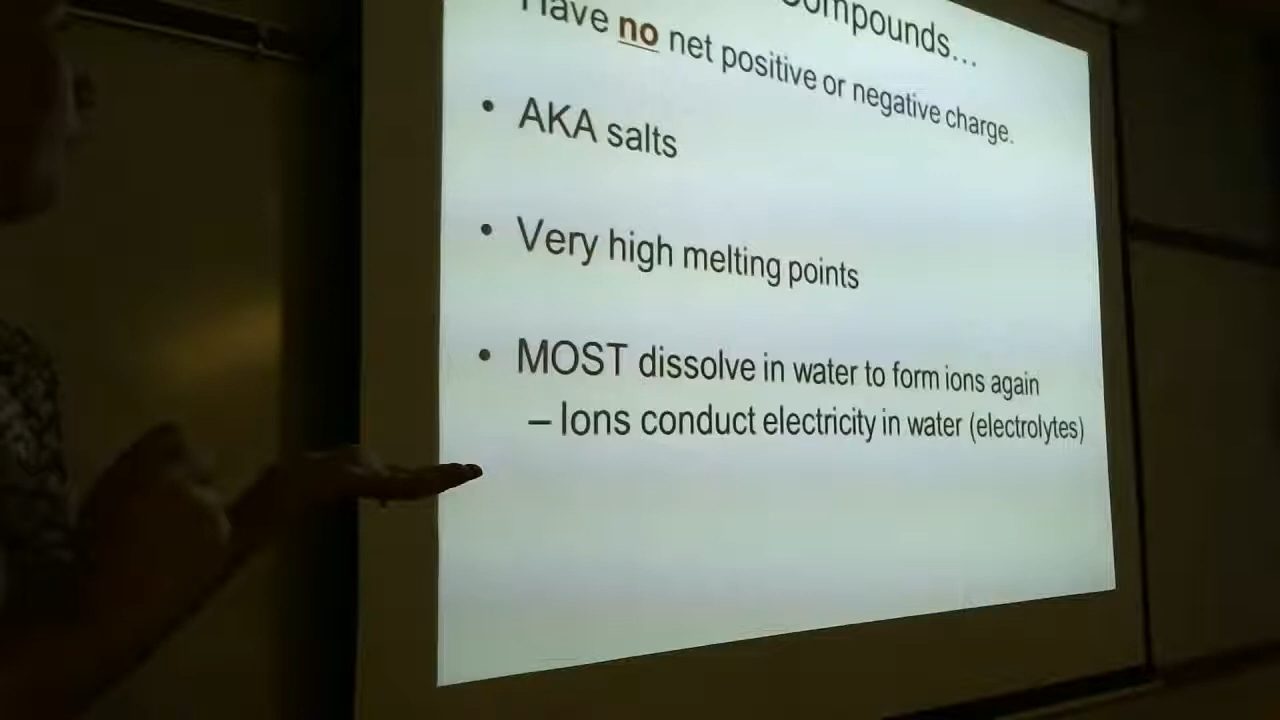 Compounds...
Have no net positive or negative charge.
• AKA salts
• Very high melting points
• MOST dissolve in water to form ions again
– Ions conduct electricity in water (electrolytes)